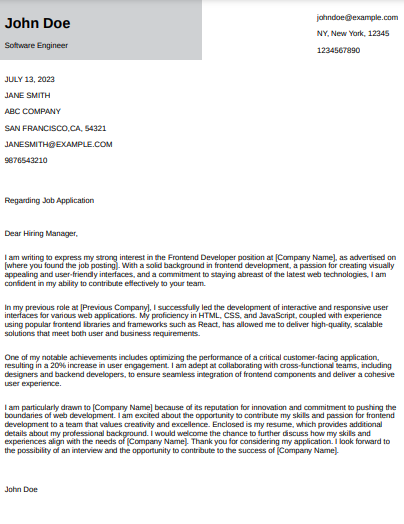 John Doe
Software Engineer
johndoe@example.com
NY, New York, 12345
1234567890
JULY 13, 2023
JANE SMITH
ABC COMPANY
SAN FRANCISCO,CA, 54321
JANESMITH@EXAMPLE.COM
9876543210
Regarding Job Application
Dear Hiring Manager,
I am writing to express my strong interest in the Frontend Developer position at [Company Name], as advertised on
[where you found the job posting]. With a solid background in frontend development, a passion for creating visually
appealing and user-friendly interfaces, and a commitment to staying abreast of the latest web technologies, I am
confident in my ability to contribute effectively to your team.
In my previous role at [Previous Company], I successfully led the development of interactive and responsive user
interfaces for various web applications. My proficiency in HTML, CSS, and JavaScript, coupled with experience
using popular frontend libraries and frameworks such as React, has allowed me to deliver high-quality, scalable
solutions that meet both user and business requirements.
One of my notable achievements includes optimizing the performance of a critical customer-facing application,
resulting in a 20% increase in user engagement. I am adept at collaborating with cross-functional teams, including
designers and backend developers, to ensure seamless integration of frontend components and deliver a cohesive
user experience.
I am particularly drawn to [Company Name] because of its reputation for innovation and commitment to pushing the
boundaries of web development. I am excited about the opportunity to contribute my skills and passion for frontend
development to a team that values creativity and excellence. Enclosed is my resume, which provides additional
details about my professional background. I would welcome the chance to further discuss how my skills and
experiences align with the needs of [Company Name]. Thank you for considering my application. I look forward to
the possibility of an interview and the opportunity to contribute to the success of [Company Name].
John Doe